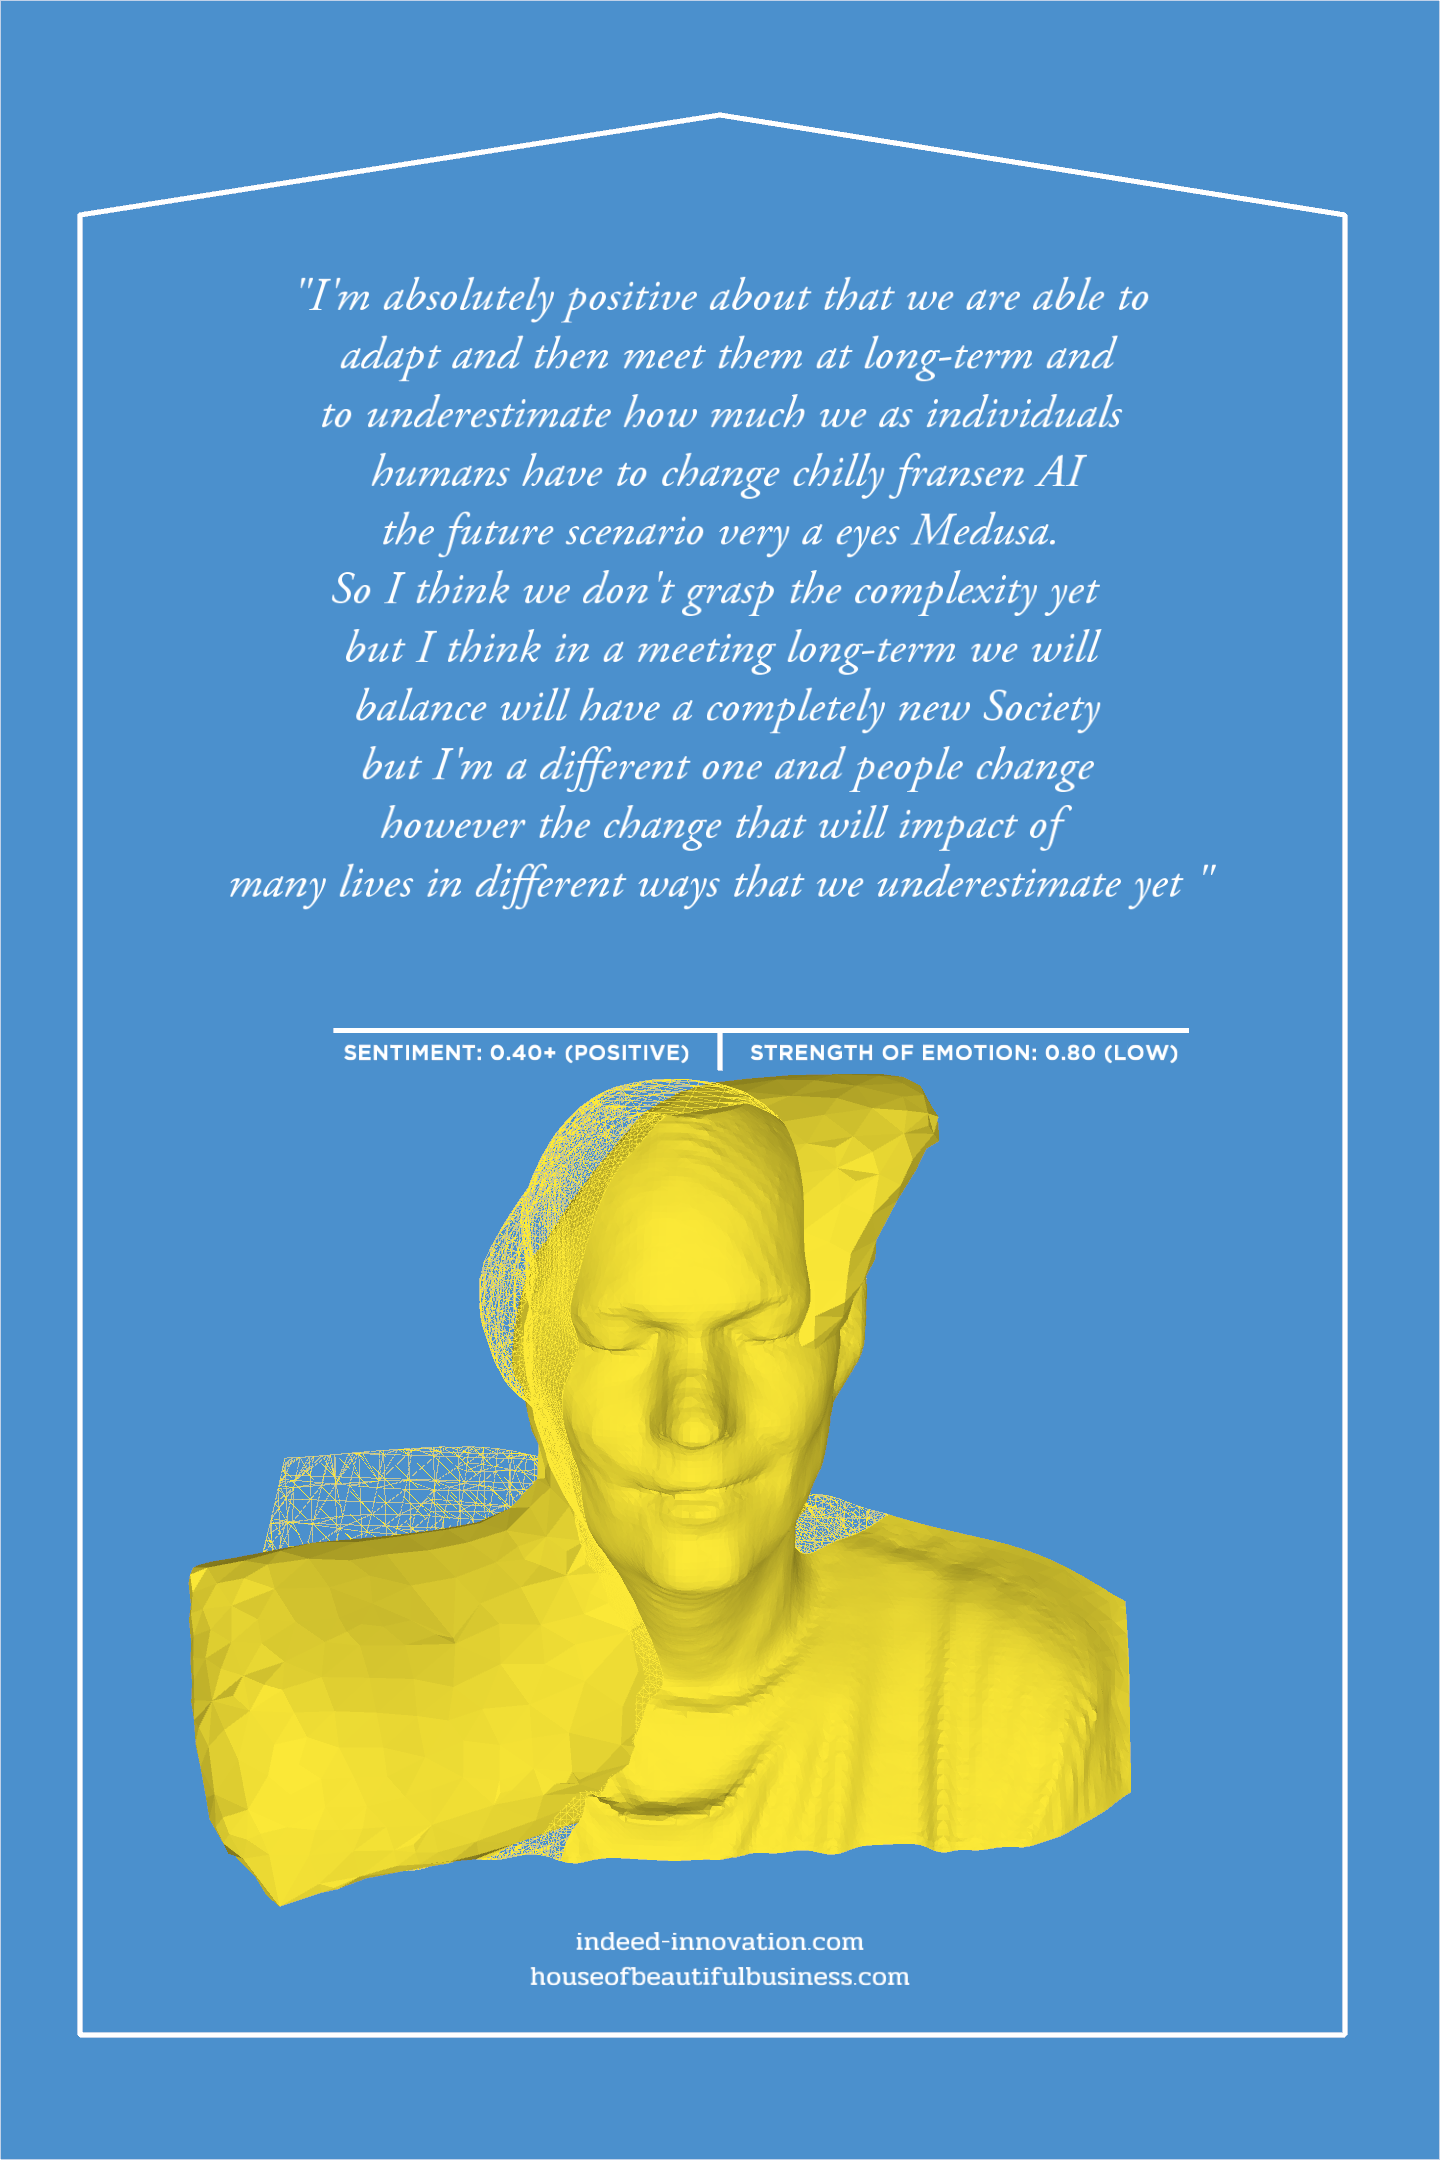 "I'm absolutely positive about that we are able to
adapt and then meet them at long-term and
to underestimate how much we as individuals
humans have to change chilly fransen AI
the future scenario very a eyes Medusa.
So I think we don't grasp the complexity yet
but I think in a meeting long-term we will
balance will have a completely new Society
but I'm a different one and people change
however the change that will impact of
many lives in different ways that we underestimate yet "
SENTIMENT: 0.40+ (POSITIVE)
STRENGTH OF EMOTION: 0.80 (LOW)
indeed-innovation.com
houseofbeautifulbusiness.com